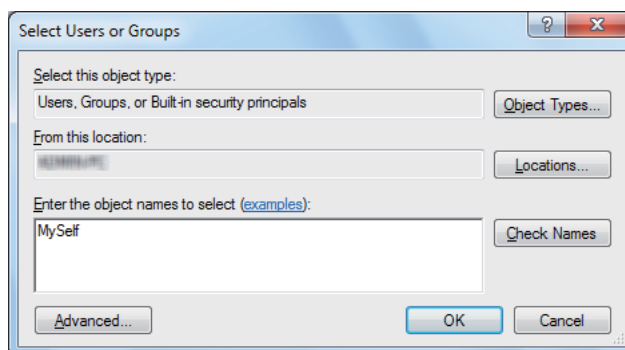 Select Users or Groups
Select this object type:
Users, Groups, or Built-in security principals
Object Types...
From this location:
Locations...
Enter the object names to select (examples):
MySelf
Check Names
Advanced...
OK
Cancel